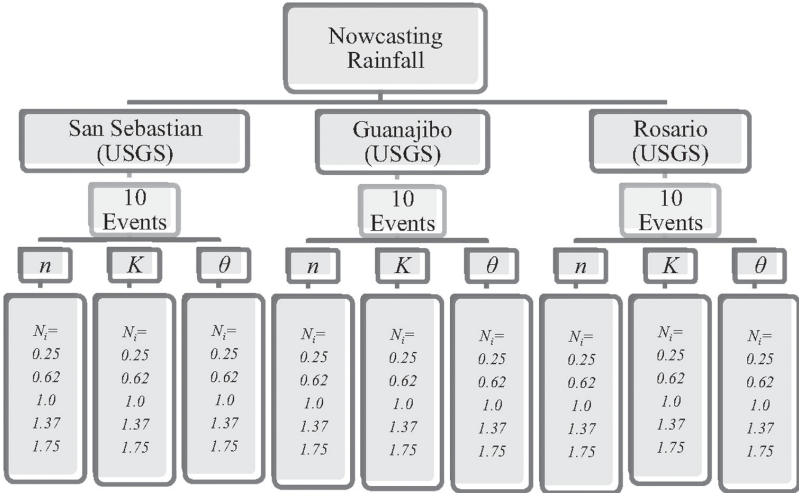 Nowcasting
Rainfall
San Sebastian
(USGS)
Guanajibo
(USGS)
Rosario
(USGS)
10
Events
10
Events
10
Events
n
K
θ
n
K
θ
n
K
θ
Ni=
0.25
0.62
1.0
1.37
1.75
Ni=
0.25
0.62
1.0
1.37
1.75
Ni=
0.25
0.62
1.0
1.37
1.75
Ni=
0.25
0.62
1.0
1.37
1.75
Ni=
0.25
0.62
1.0
1.37
1.75
Ni=
0.25
0.62
1.0
1.37
1.75
Ni=
0.25
0.62
1.0
1.37
1.75
Ni=
0.25
0.62
1.0
1.37
1.75
Ni=
0.25
0.62
1.0
1.37
1.75